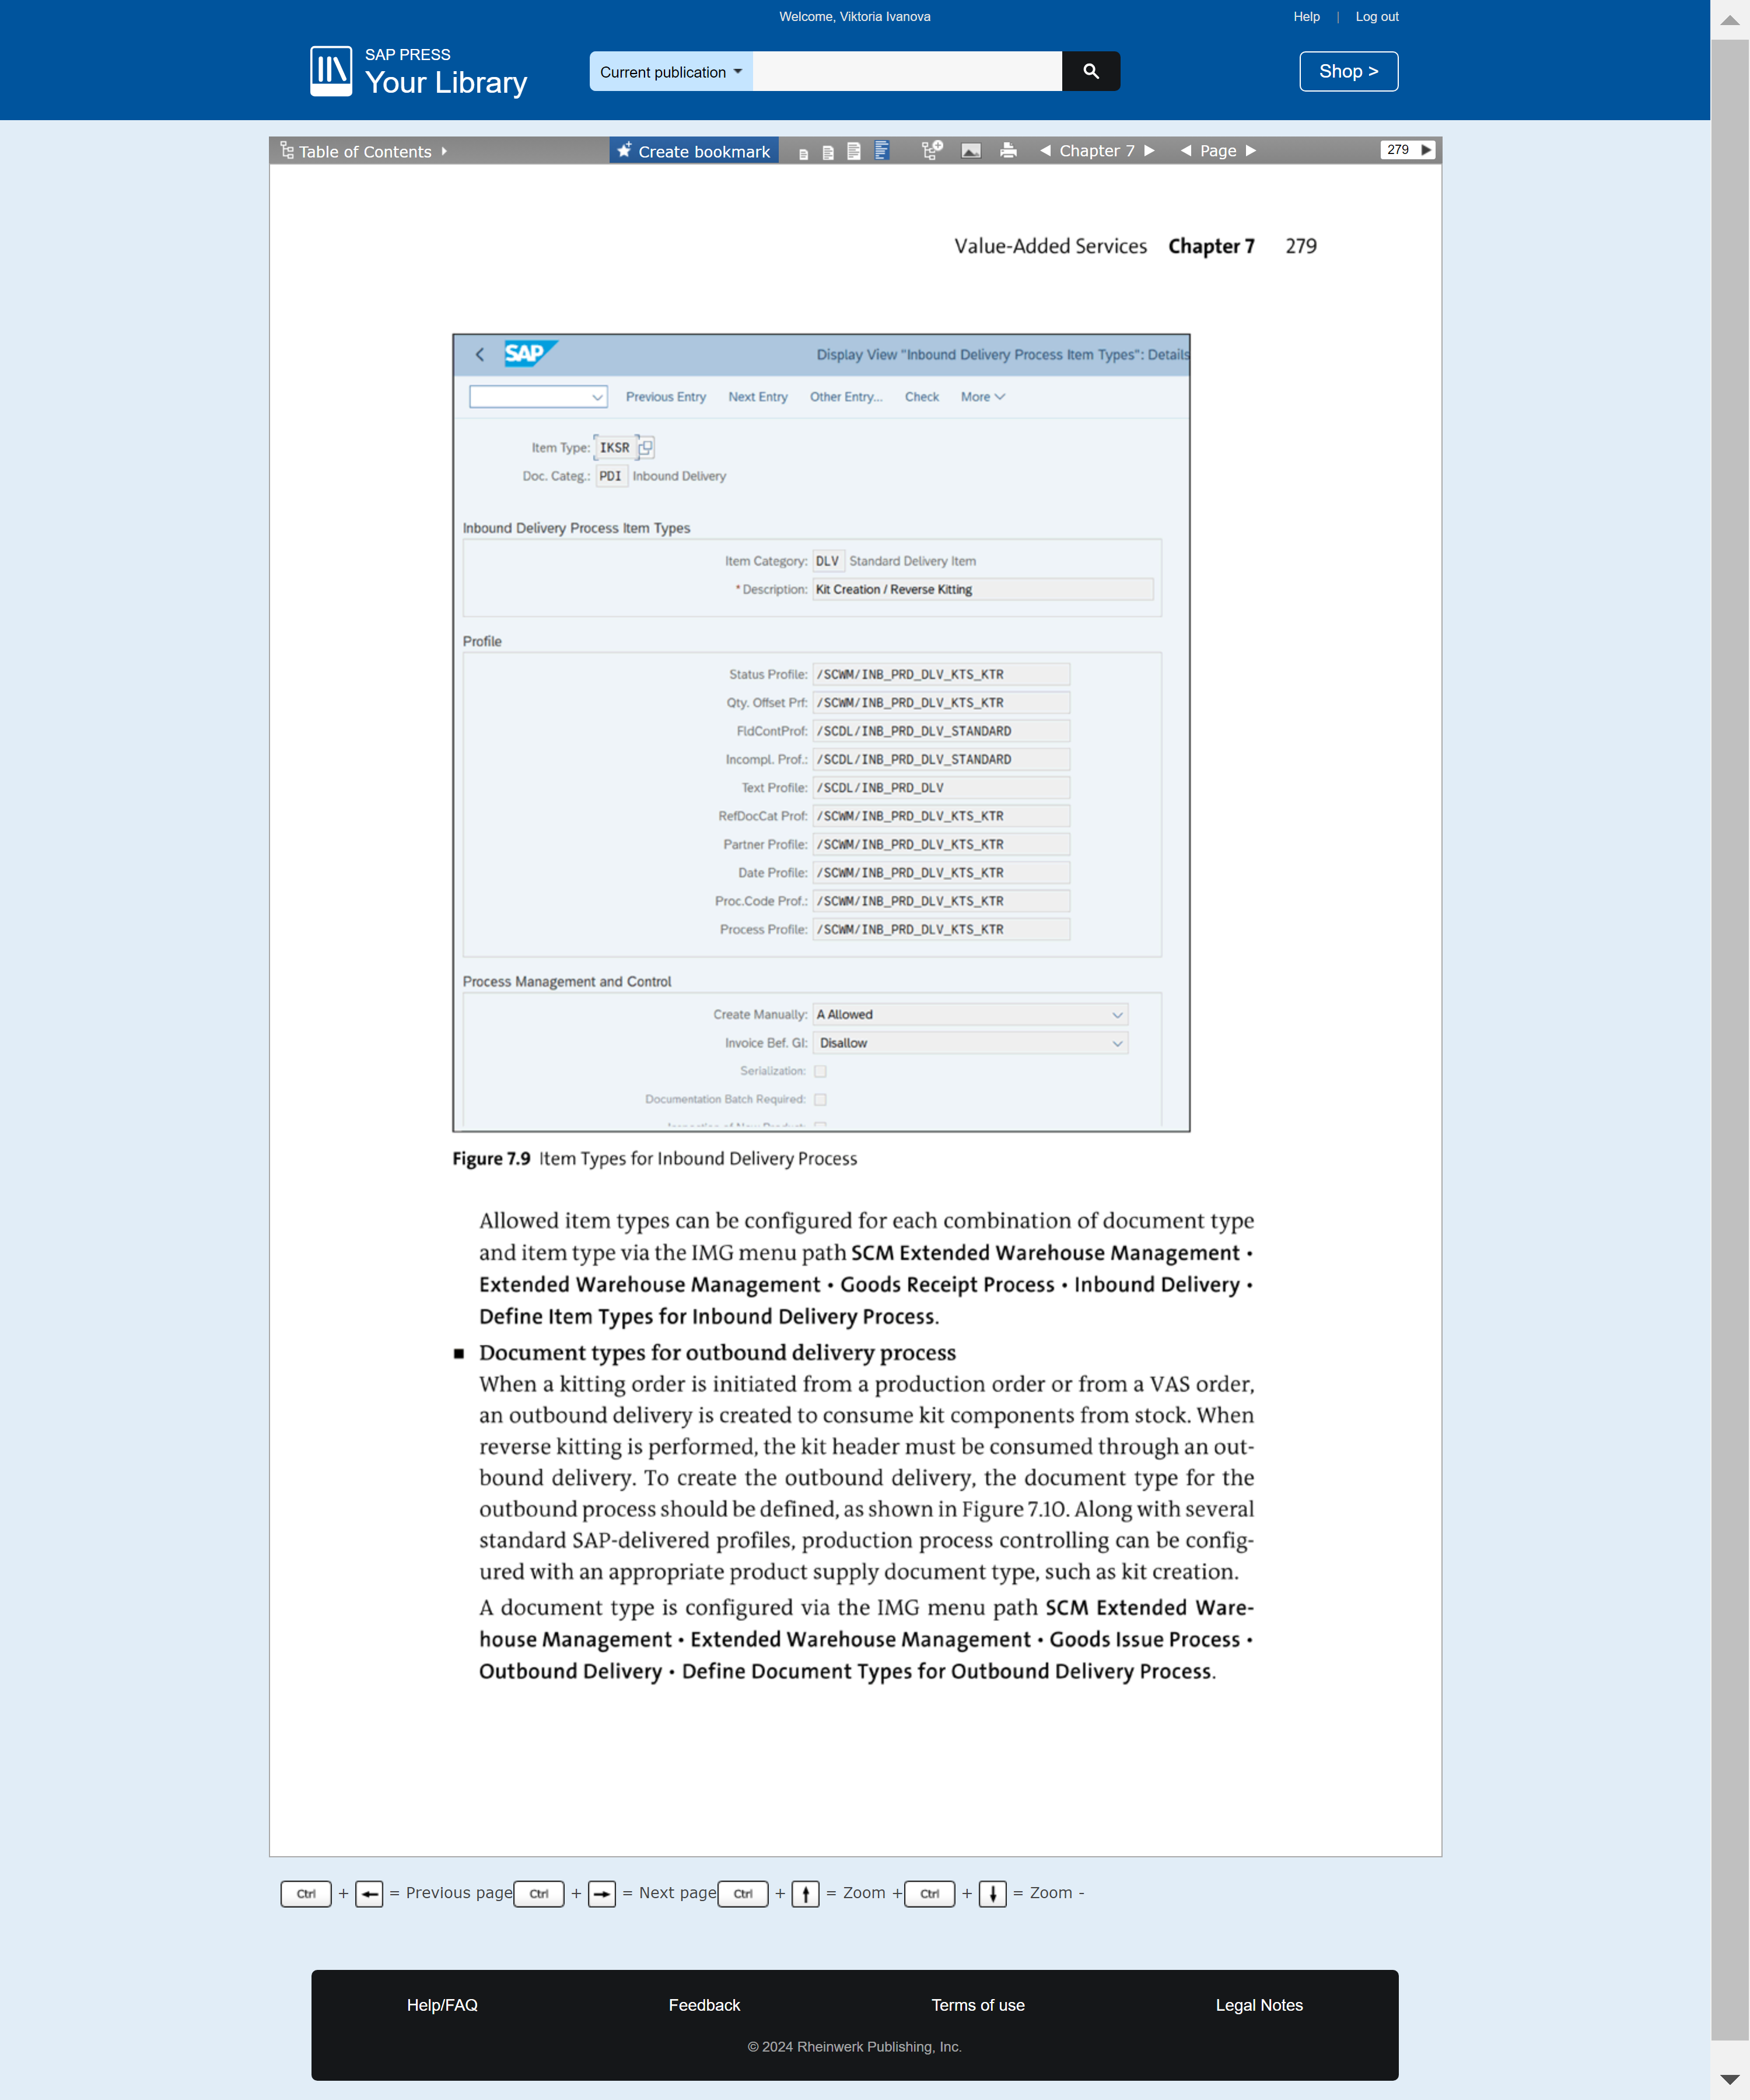 Welcome, Viktoria Ivanova
Help | Log out
SAP PRESS
Your Library
Current publication
Shop >
Table of Contents
Create bookmark
Chapter 7
Page
279
Value-Added Services Chapter 7 279
SAP
Display View "Inbound Delivery Process Item Types": Details
Previous Entry Next Entry Other Entry... Check More
Item Type: IKSR
Doc. Categ.: PDI Inbound Delivery
Inbound Delivery Process Item Types
Item Category: DLV Standard Delivery Item
* Description: Kit Creation / Reverse Kitting
Profile
Status Profile: /SCWM/INB_PRD_DLV_KTS_KTR
Qty. Offset Prf: /SCWM/INB_PRD_DLV_KTS_KTR
FldContProf: /SCDL/INB_PRD_DLV_STANDARD
Incompl. Prof.: /SCDL/INB_PRD_DLV_STANDARD
Text Profile: /SCDL/INB_PRD_DLV
RefDocCat Prof: /SCWM/INB_PRD_DLV_KTS_KTR
Partner Profile: /SCWM/INB_PRD_DLV_KTS_KTR
Date Profile: /SCWM/INB_PRD_DLV_KTS_KTR
Proc.Code Prof.: /SCWM/INB_PRD_DLV_KTS_KTR
Process Profile: /SCWM/INB_PRD_DLV_KTS_KTR
Process Management and Control
Create Manually: A Allowed
Invoice Bef. GI: Disallow
Serialization:
Documentation Batch Required:
Figure 7.9 Item Types for Inbound Delivery Process
Allowed item types can be configured for each combination of document type
and item type via the IMG menu path SCM Extended Warehouse Management •
Extended Warehouse Management • Goods Receipt Process • Inbound Delivery •
Define Item Types for Inbound Delivery Process.
■ Document types for outbound delivery process
When a kitting order is initiated from a production order or from a VAS order,
an outbound delivery is created to consume kit components from stock. When
reverse kitting is performed, the kit header must be consumed through an out-
bound delivery. To create the outbound delivery, the document type for the
outbound process should be defined, as shown in Figure 7.10. Along with several
standard SAP-delivered profiles, production process controlling can be config-
ured with an appropriate product supply document type, such as kit creation.
A document type is configured via the IMG menu path SCM Extended Ware-
house Management • Extended Warehouse Management • Goods Issue Process •
Outbound Delivery • Define Document Types for Outbound Delivery Process.
Ctrl + ← = Previous page Ctrl + → = Next page Ctrl + ↑ = Zoom + Ctrl + ↓ = Zoom -
Help/FAQ Feedback Terms of use Legal Notes
© 2024 Rheinwerk Publishing, Inc.